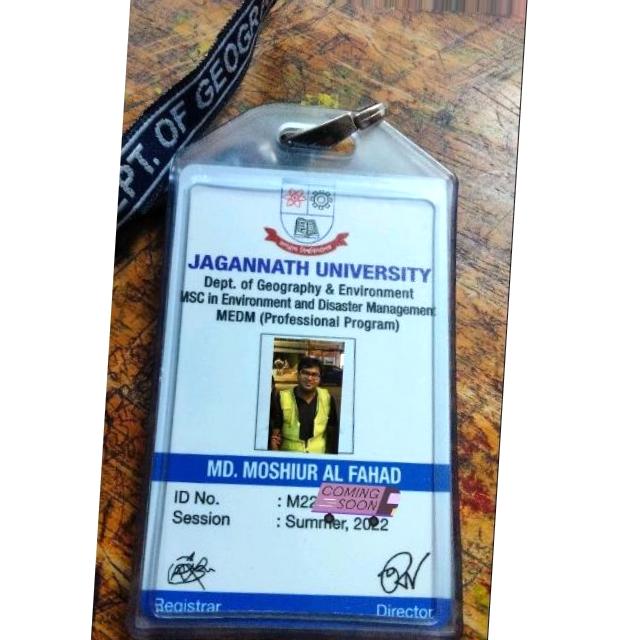 PT. OF GEOGRA
JAGANNATH UNIVERSITY
Dept. of Geography & Environment
MSC in Environment and Disaster Management
MEDM (Professional Program)
MD. MOSHIUR AL FAHAD
ID No. : M22
COMING SOON
Session : Summer, 2022
Registrar Director